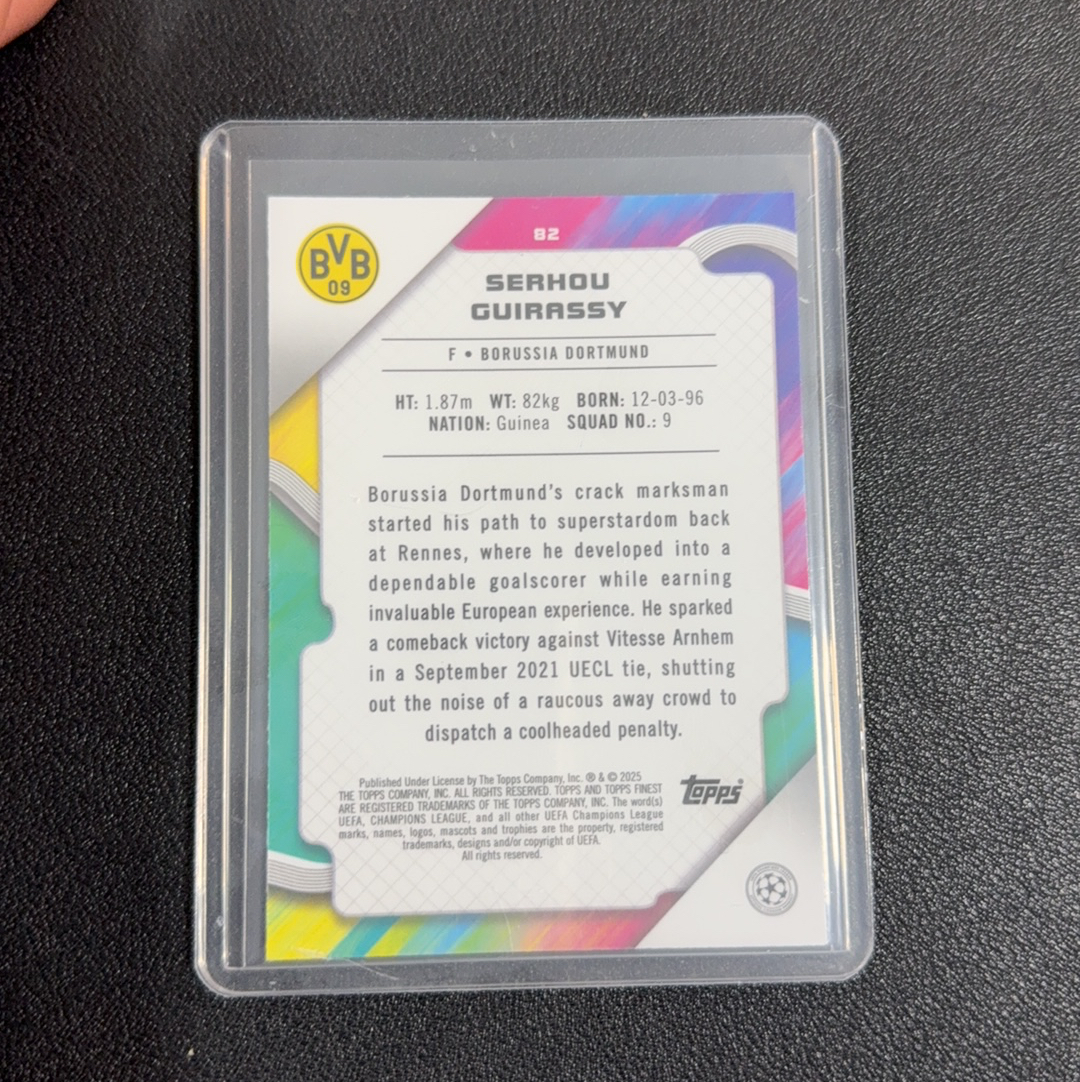 BVB
09
82
SERHOU
GUIRASSY
F • BORUSSIA DORTMUND
HT: 1.87m WT: 82kg BORN: 12-03-96
NATION: Guinea SQUAD NO.: 9
Borussia Dortmund's crack marksman
started his path to superstardom back
at Rennes, where he developed into a
dependable goalscorer while earning
invaluable European experience. He sparked
a comeback victory against Vitesse Arnhem
in a September 2021 UECL tie, shutting
out the noise of a raucous away crowd to
dispatch a coolheaded penalty.
Published Under License by The Topps Company, Inc. ® & © 2025
THE TOPPS COMPANY, INC. ALL RIGHTS RESERVED. TOPPS AND TOPPS FINEST
ARE REGISTERED TRADEMARKS OF THE TOPPS COMPANY, INC. The word(s)
UEFA, CHAMPIONS LEAGUE, and all other UEFA Champions League
marks, names, logos, mascots and trophies are the property, registered
trademarks, designs and/or copyright of UEFA.
All rights reserved.
topps